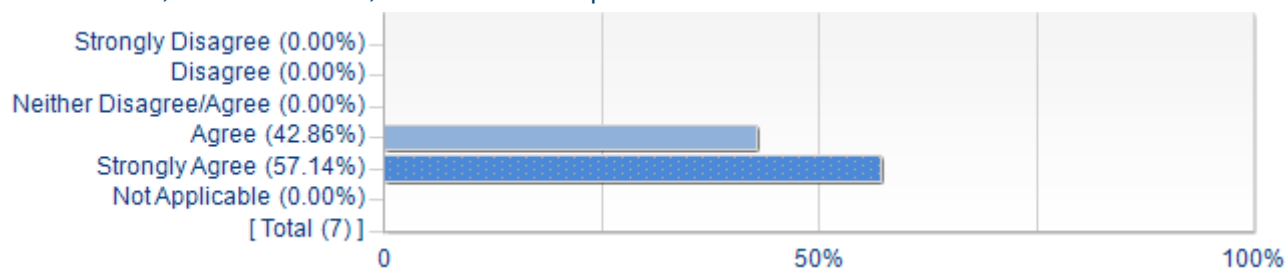 Strongly Disagree (0.00%)
Disagree (0.00%)
Neither Disagree/Agree (0.00%)
Agree (42.86%)
Strongly Agree (57.14%)
Not Applicable (0.00%)
[ Total (7) ]
0 50% 100%